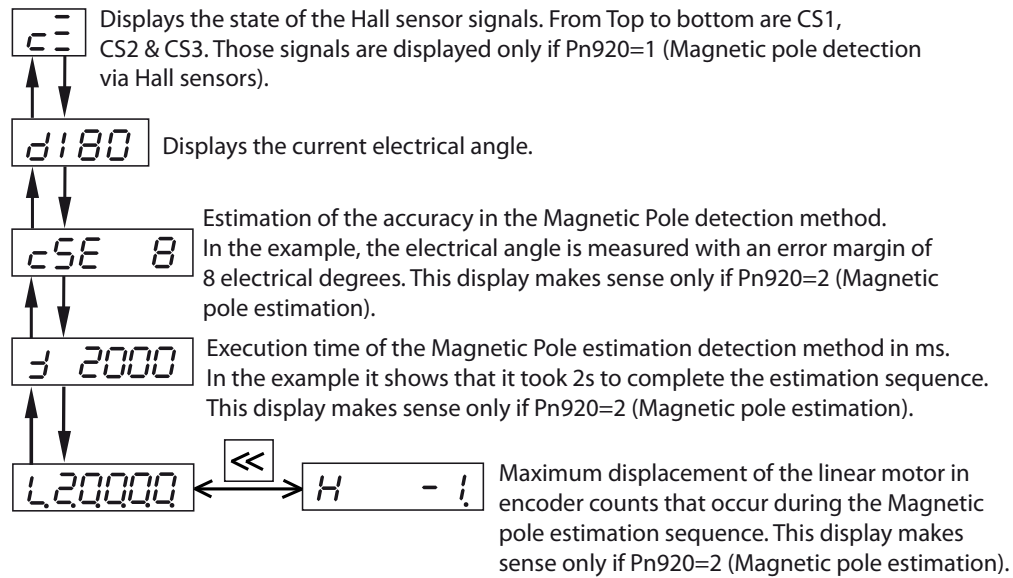 Displays the state of the Hall sensor signals. From Top to bottom are CS1,
CS2 & CS3. Those signals are displayed only if Pn920=1 (Magnetic pole detection
via Hall sensors).
d180
Displays the current electrical angle.
Estimation of the accuracy in the Magnetic Pole detection method.
cSE 8
In the example, the electrical angle is measured with an error margin of
8 electrical degrees. This display makes sense only if Pn920=2 (Magnetic
pole estimation).
Execution time of the Magnetic Pole estimation detection method in ms.
2000
In the example it shows that it took 2s to complete the estimation sequence.
This display makes sense only if Pn920=2 (Magnetic pole estimation).
≪
L.2.0.0.0.0.
H -1.
Maximum displacement of the linear motor in
encoder counts that occur during the Magnetic
pole estimation sequence. This display makes
sense only if Pn920=2 (Magnetic pole estimation).